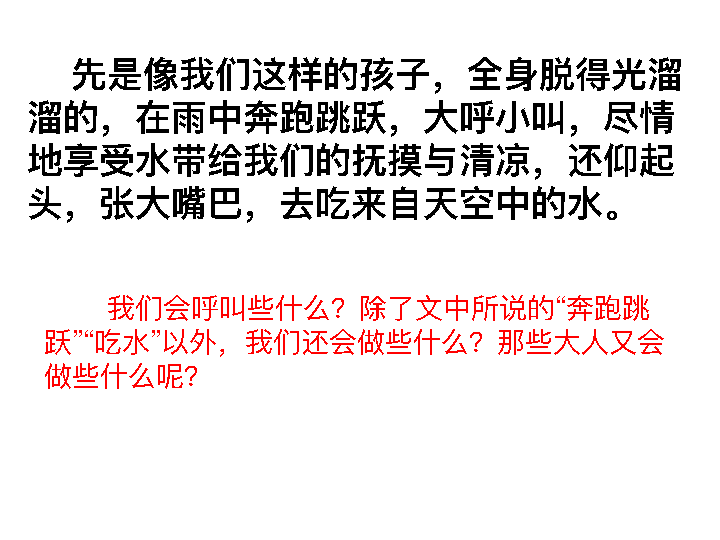 先是像我们这样的孩子，全身脱得光溜
溜的，在雨中奔跑跳跃，大呼小叫，尽情
地享受水带给我们的抚摸与清凉，还仰起
头，张大嘴巴，去吃来自天空中的水。
我们会呼叫些什么？除了文中所说的“奔跑跳
跃”“吃水”以外，我们还会做些什么？那些大人又会
做些什么呢？